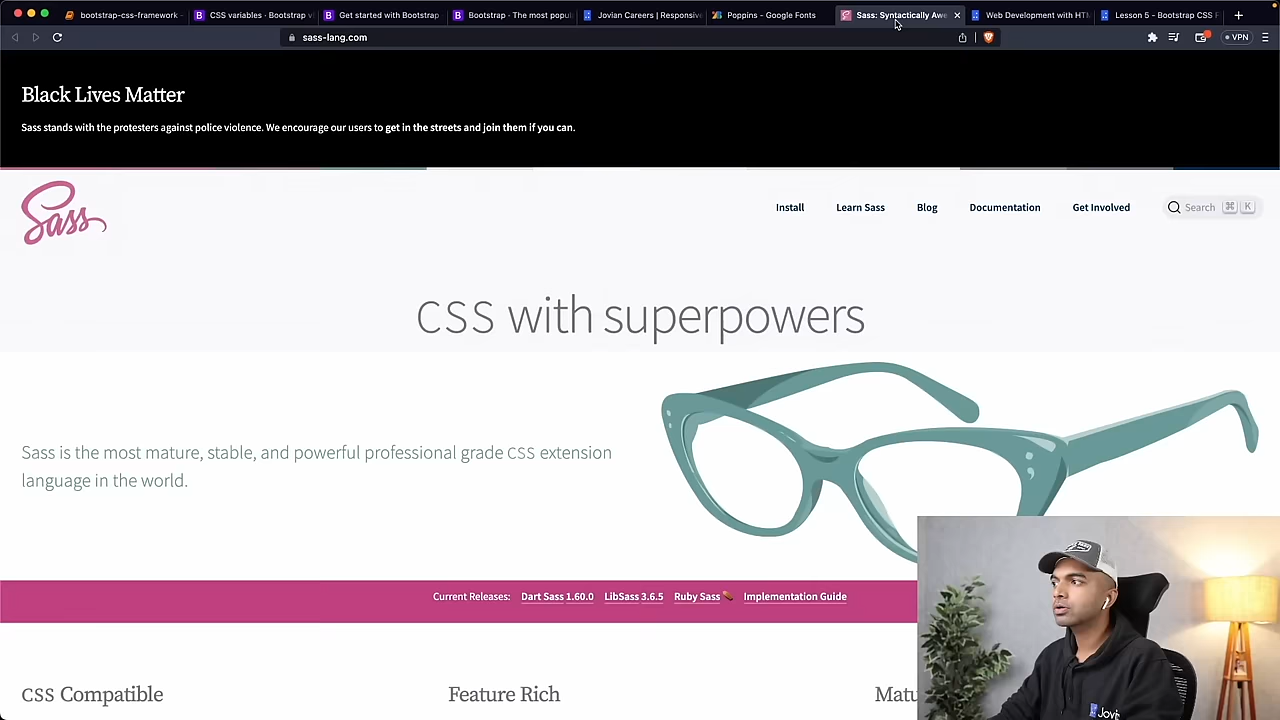 bootstrap-css-framework
CSS variables · Bootstrap v
Get started with Bootstrap
Bootstrap · The most popu
Jovian Careers | Responsive
Poppins - Google Fonts
Sass: Syntactically Awe
Web Development with HTM
Lesson 5 - Bootstrap CSS F
sass-lang.com
VPN
Black Lives Matter
Sass stands with the protesters against police violence. We encourage our users to get in the streets and join them if you can.
Sass
Install
Learn Sass
Blog
Documentation
Get Involved
Search ⌘ K
CSS with superpowers
Sass is the most mature, stable, and powerful professional grade CSS extension
language in the world.
Current Releases: Dart Sass 1.60.0 LibSass 3.6.5 Ruby Sass Implementation Guide
CSS Compatible
Feature Rich
Matu
Jovi